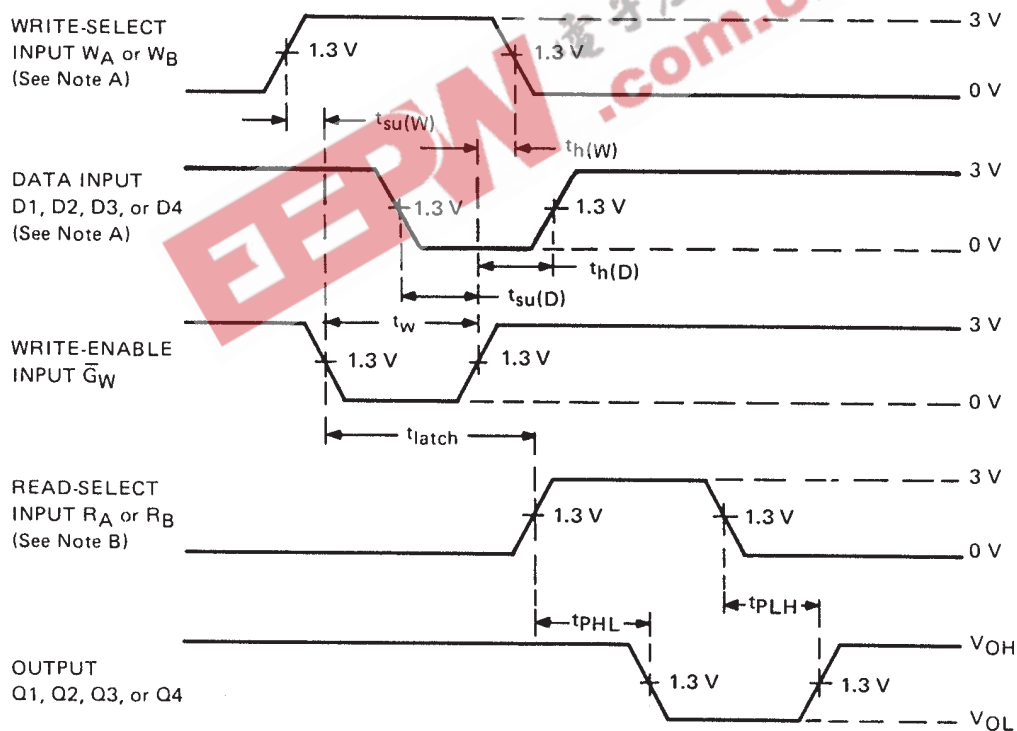 WRITE-SELECT
INPUT WA or WB
(See Note A)
1.3 V
1.3 V
3 V
0 V
tsu(W)
th(W)
DATA INPUT
D1, D2, D3, or D4
(See Note A)
1.3 V
1.3 V
3 V
0 V
th(D)
tsu(D)
tw
WRITE-ENABLE
INPUT G̅W
1.3 V
1.3 V
3 V
0 V
tlatch
READ-SELECT
INPUT RA or RB
(See Note B)
1.3 V
1.3 V
3 V
0 V
tPHL
tPLH
OUTPUT
Q1, Q2, Q3, or Q4
1.3 V
1.3 V
VOH
VOL
EEPW
.com.c